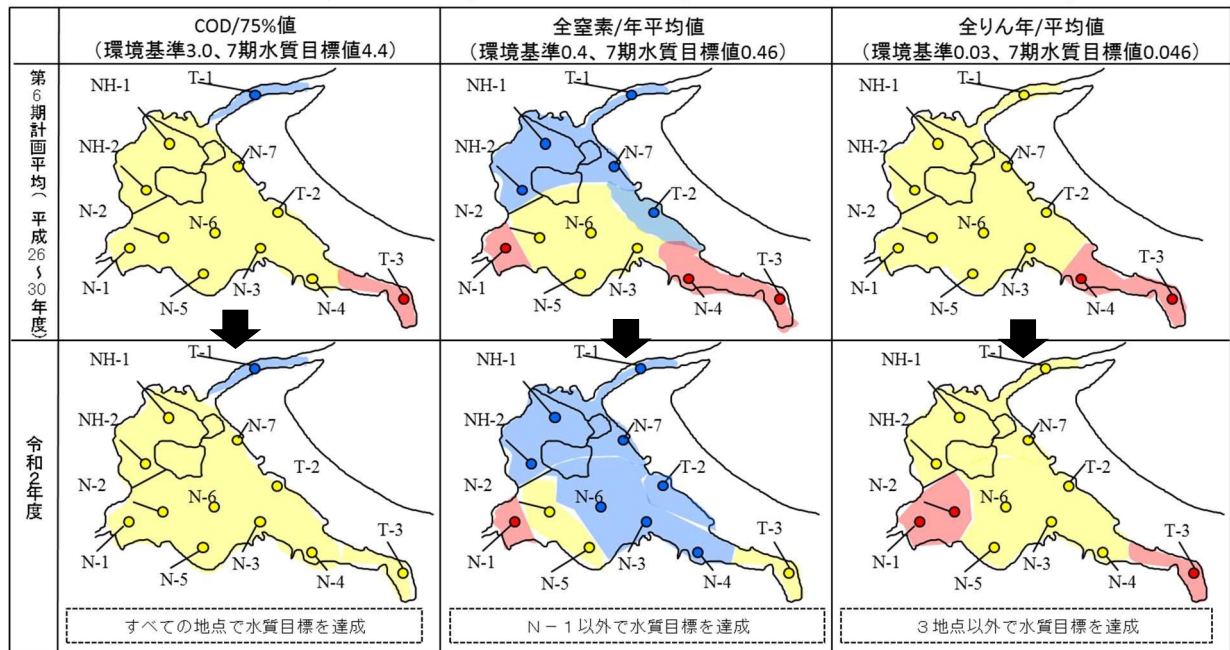 COD/75%値
（環境基準3.0、7期水質目標値4.4）
全窒素/年平均値
（環境基準0.4、7期水質目標値0.46）
全りん年/平均値
（環境基準0.03、7期水質目標値0.046）
第6期計画平均（平成26～30年度）
T-1
NH-1
NH-2
N-7
T-2
N-2
N-6
T-3
N-1
N-5
N-3
N-4
T-1
NH-1
NH-2
N-7
T-2
N-2
N-6
T-3
N-1
N-5
N-3
N-4
T-1
NH-1
NH-2
N-7
T-2
N-2
N-6
T-3
N-1
N-5
N-3
N-4
令和2年度
T-1
NH-1
NH-2
N-7
T-2
N-2
N-6
T-3
N-1
N-5
N-3
N-4
すべての地点で水質目標を達成
T-1
NH-1
NH-2
N-7
T-2
N-2
N-6
T-3
N-1
N-5
N-3
N-4
N－1以外で水質目標を達成
T-1
NH-1
NH-2
N-7
T-2
N-2
N-6
T-3
N-1
N-5
N-3
N-4
3地点以外で水質目標を達成